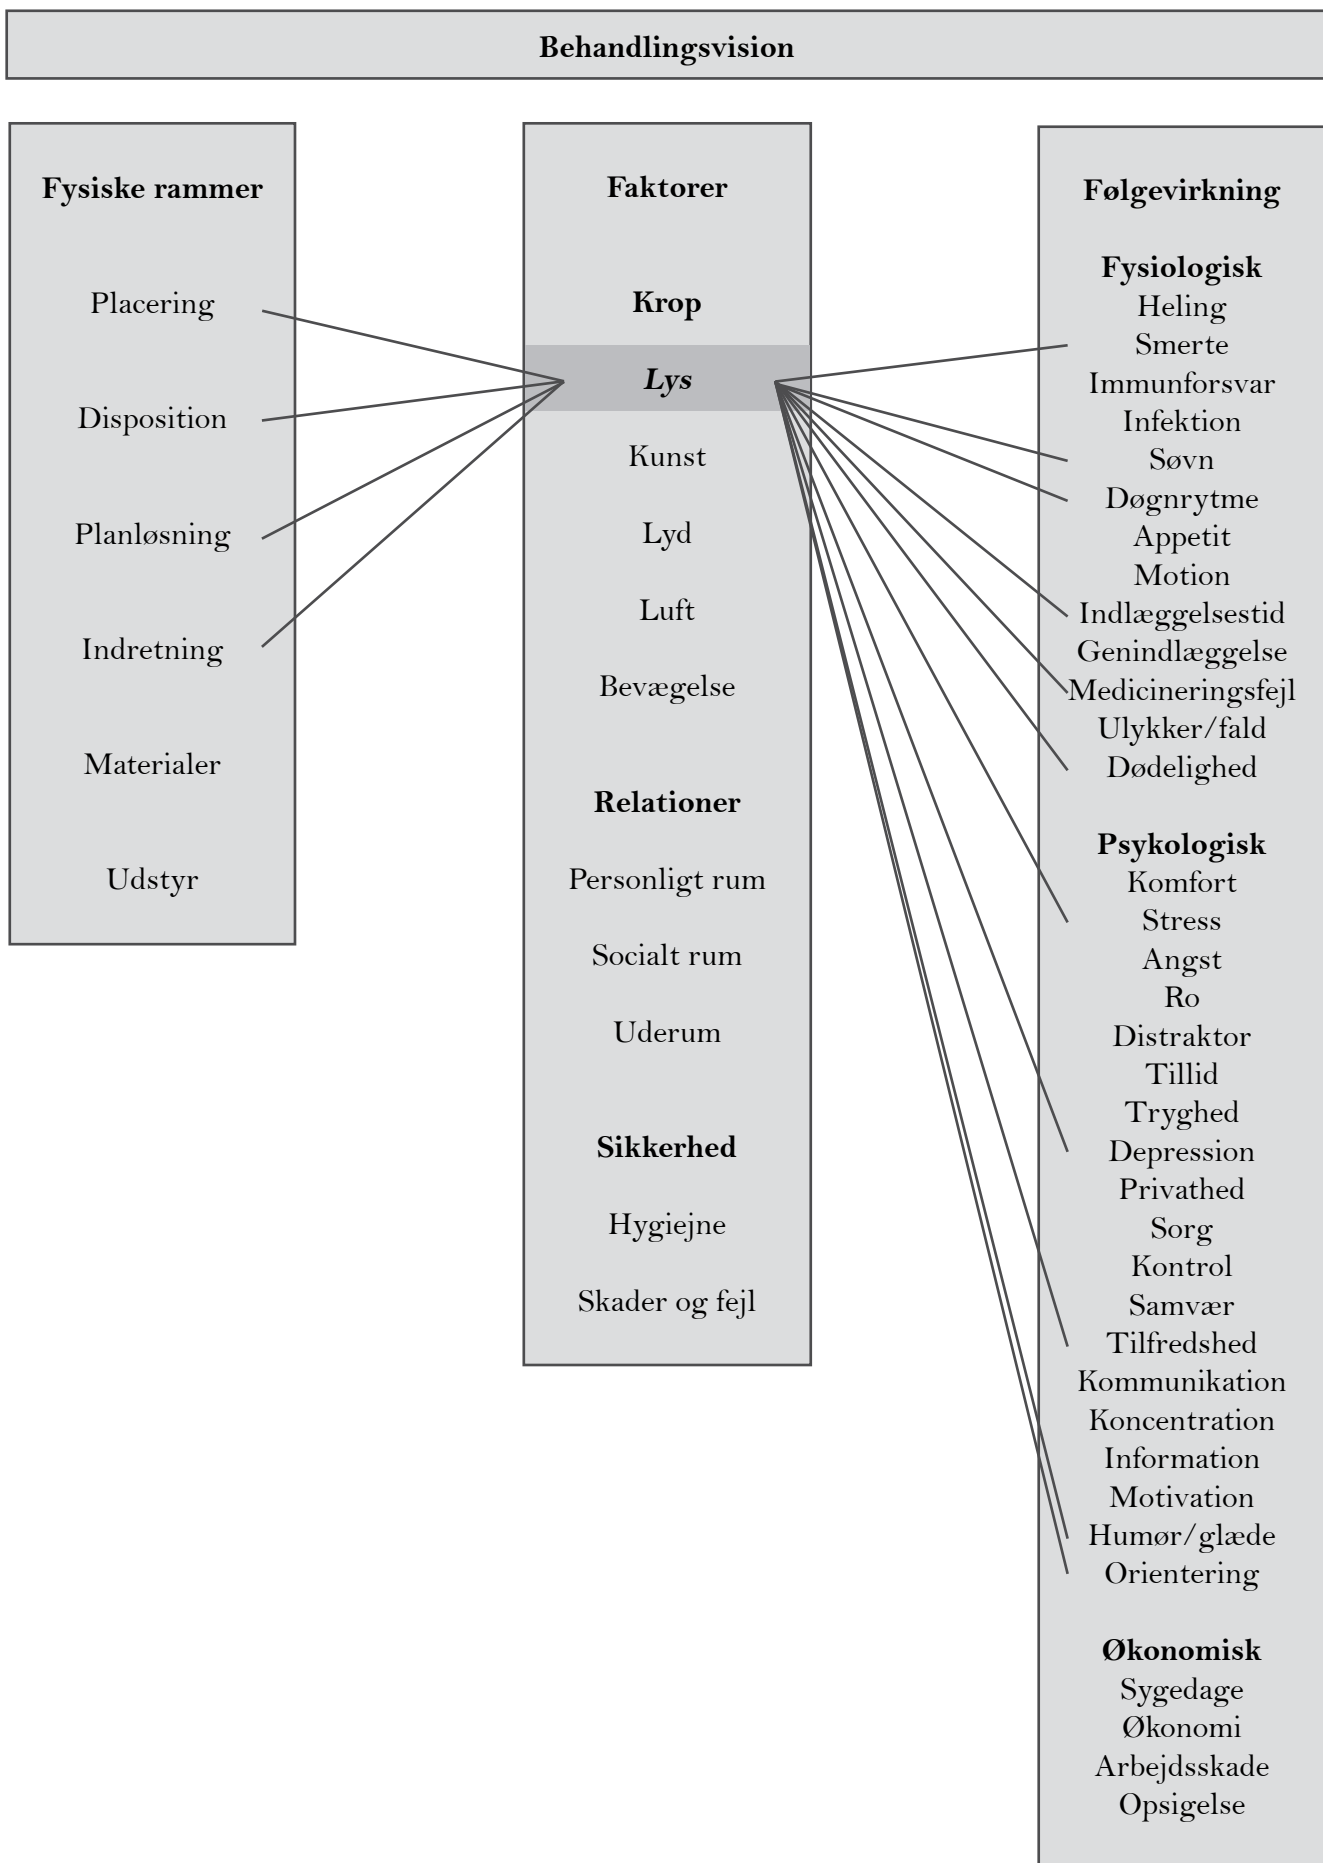 Behandlingsvision
Fysiske rammer
Placering
Disposition
Planløsning
Indretning
Materialer
Udstyr
Faktorer
Krop
Lys
Kunst
Lyd
Luft
Bevægelse
Relationer
Personligt rum
Socialt rum
Uderum
Sikkerhed
Hygiejne
Skader og fejl
Følgevirkning
Fysiologisk
Heling
Smerte
Immunforsvar
Infektion
Søvn
Døgnrytme
Appetit
Motion
Indlæggelsestid
Genindlæggelse
Medicineringsfejl
Ulykker/fald
Dødelighed
Psykologisk
Komfort
Stress
Angst
Ro
Distraktor
Tillid
Tryghed
Depression
Privathed
Sorg
Kontrol
Samvær
Tilfredshed
Kommunikation
Koncentration
Information
Motivation
Humør/glæde
Orientering
Økonomisk
Sygedage
Økonomi
Arbejdsskade
Opsigelse